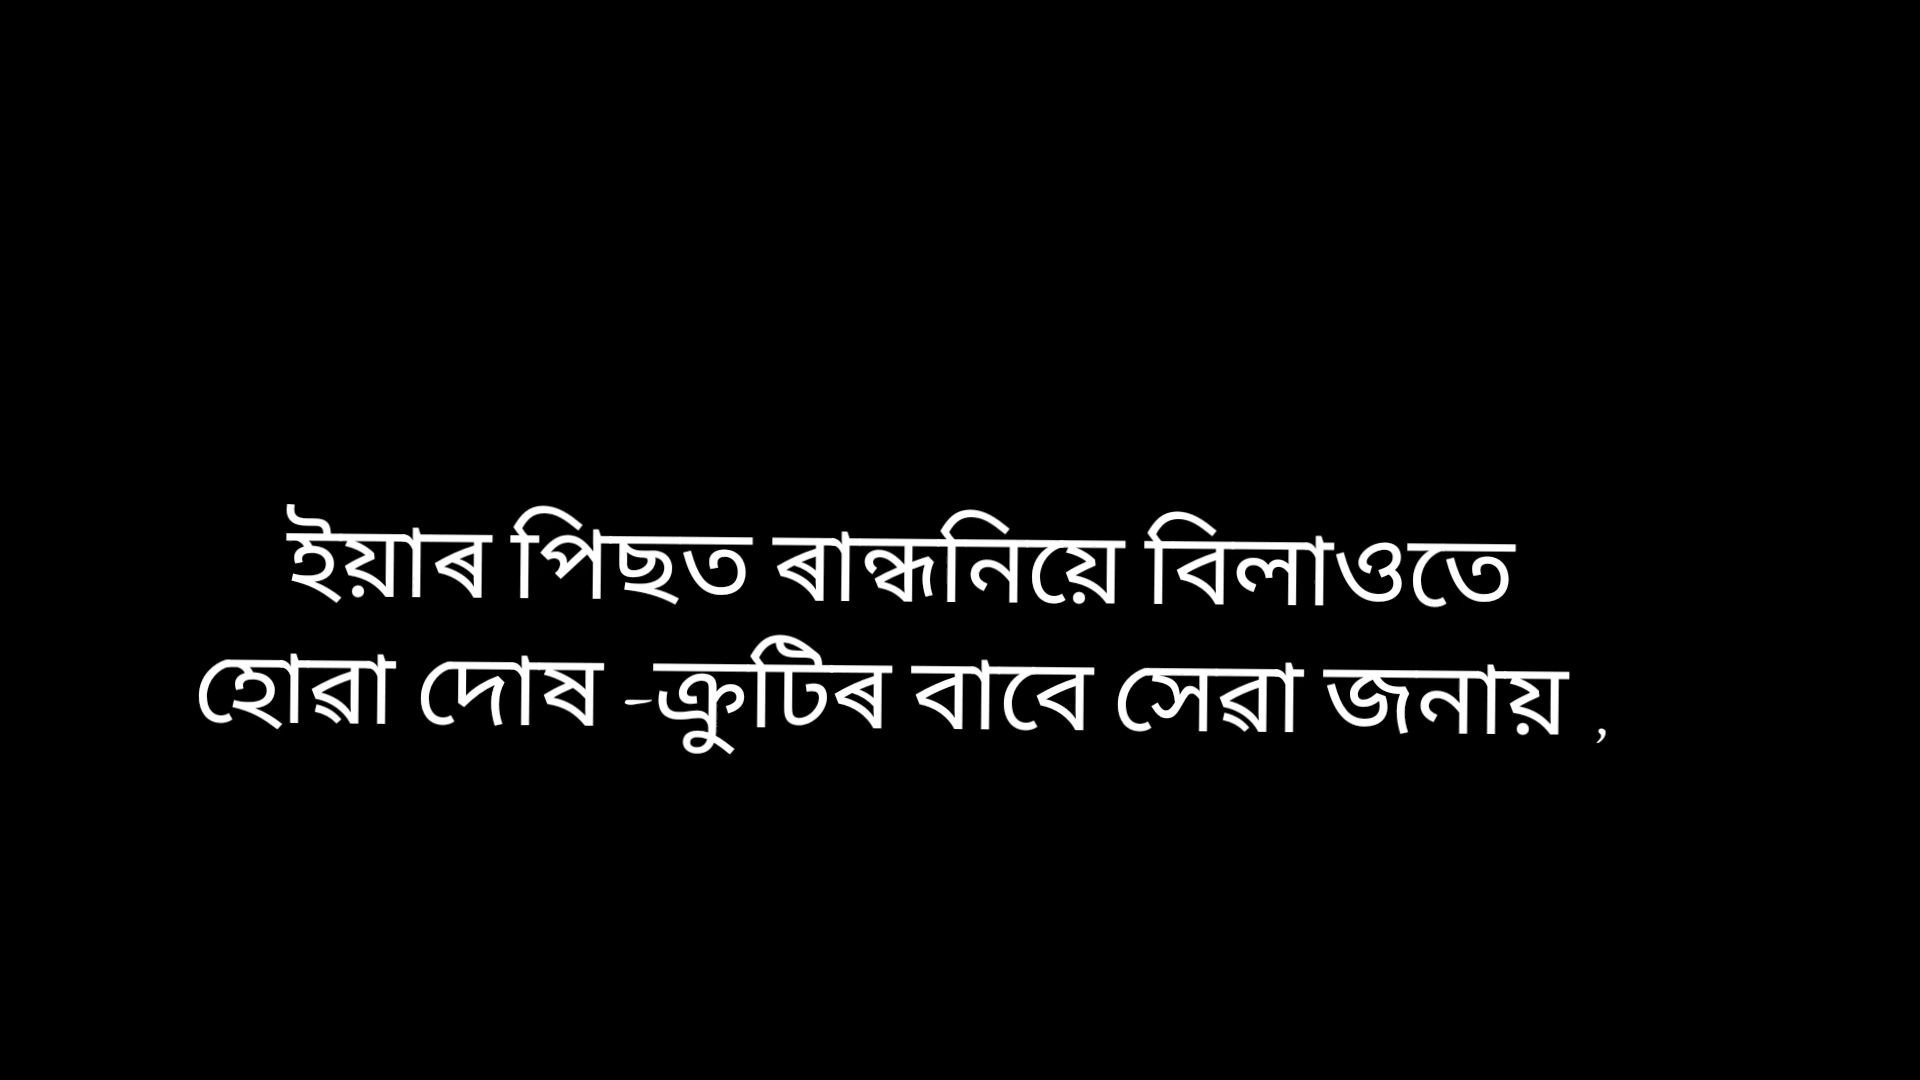 ইয়াৰ পিছত ৰান্ধনিয়ে বিলাওতে
হোৱা দোষ -ক্ৰুটিৰ বাবে সেৱা জনায় ,